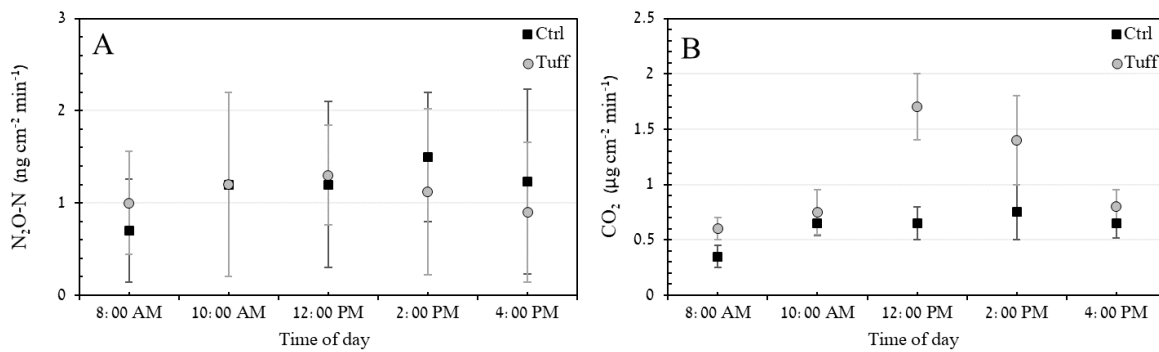 A
Ctrl
Tuff
3
2
1
0
N₂O-N (ng cm⁻² min⁻¹)
8:00 AM 10:00 AM 12:00 PM 2:00 PM 4:00 PM
Time of day
B
Ctrl
Tuff
2.5
2
1.5
1
0.5
0
CO₂ (µg cm⁻² min⁻¹)
8:00 AM 10:00 AM 12:00 PM 2:00 PM 4:00 PM
Time of day